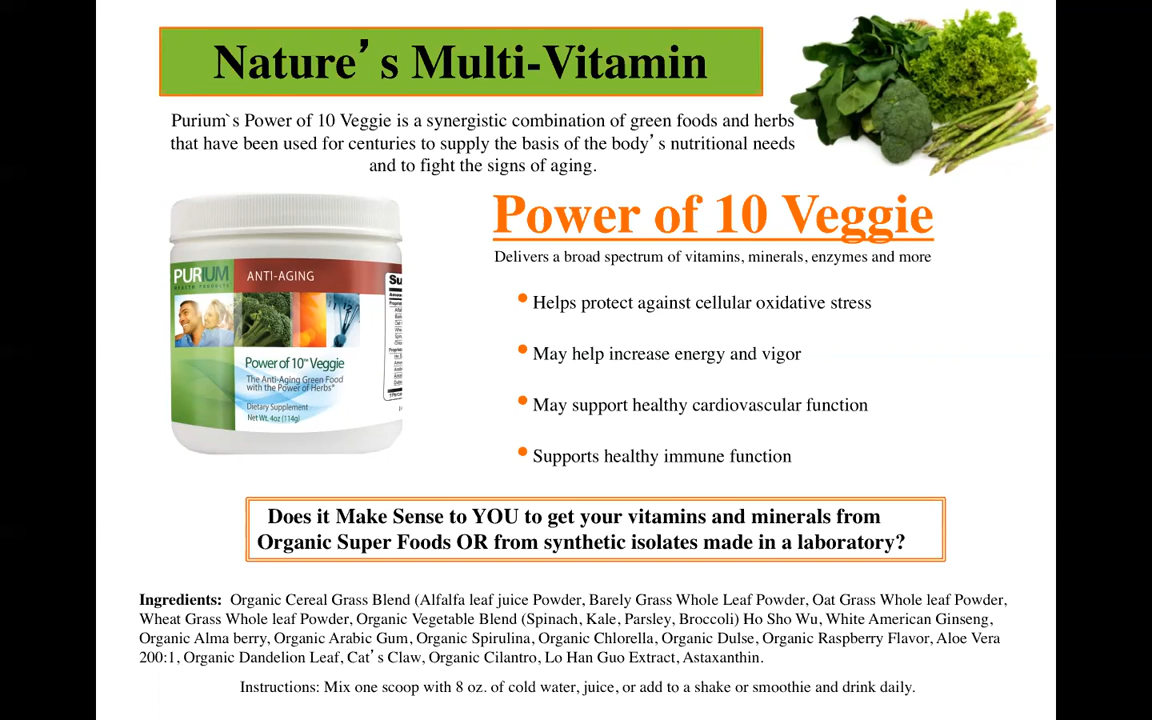 Nature’s Multi-Vitamin
Purium`s Power of 10 Veggie is a synergistic combination of green foods and herbs
that have been used for centuries to supply the basis of the body’s nutritional needs
and to fight the signs of aging.
Power of 10 Veggie
Delivers a broad spectrum of vitamins, minerals, enzymes and more
• Helps protect against cellular oxidative stress
• May help increase energy and vigor
• May support healthy cardiovascular function
• Supports healthy immune function
PURIUM
HEALTH PRODUCTS
ANTI-AGING
Power of 10™ Veggie
The Anti-Aging Green Food
with the Power of Herbs*
Dietary Supplement
Net Wt. 4oz (114g)
Does it Make Sense to YOU to get your vitamins and minerals from
Organic Super Foods OR from synthetic isolates made in a laboratory?
Ingredients: Organic Cereal Grass Blend (Alfalfa leaf juice Powder, Barely Grass Whole Leaf Powder, Oat Grass Whole leaf Powder,
Wheat Grass Whole leaf Powder, Organic Vegetable Blend (Spinach, Kale, Parsley, Broccoli) Ho Sho Wu, White American Ginseng,
Organic Alma berry, Organic Arabic Gum, Organic Spirulina, Organic Chlorella, Organic Dulse, Organic Raspberry Flavor, Aloe Vera
200:1, Organic Dandelion Leaf, Cat’s Claw, Organic Cilantro, Lo Han Guo Extract, Astaxanthin.
Instructions: Mix one scoop with 8 oz. of cold water, juice, or add to a shake or smoothie and drink daily.